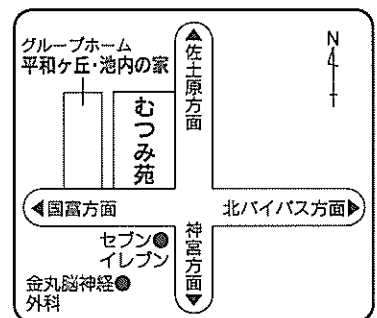 グループホーム
平和ヶ丘・池内の家
むつみ苑
▲佐土原方面
N
◀国富方面
北バイパス方面▶
神宮方面▼
セブン
イレブン
金丸脳神経
外科